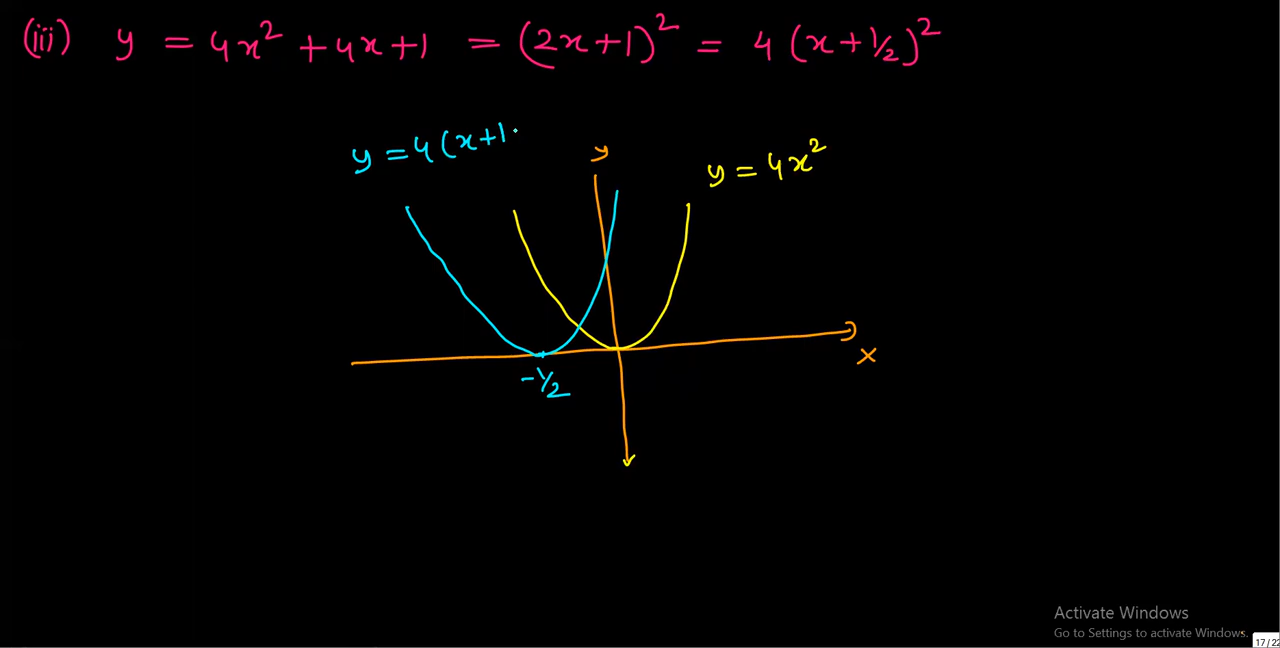 (iii) y = 4x² + 4x + 1 = (2x+1)² = 4(x+1/2)²
y = 4(x+1
y
y = 4x²
x
-1/2
Activate Windows
Go to Settings to activate Windows.
17 / 22